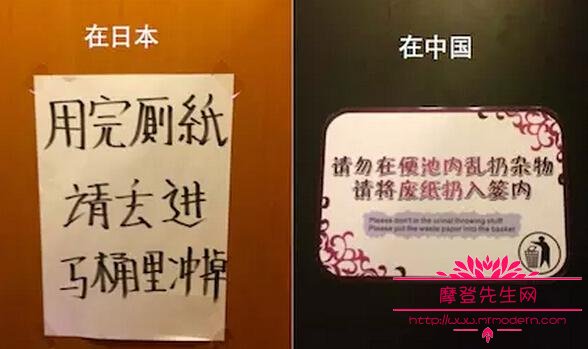 在日本
用完厠紙
靖丢进
马桶里冲掉
在中国
请勿在便池内乱扔杂物
请将废纸扔入篓内
Please don't in the urinal throwing stuff
Please put the waste paper into the basket
摩登先生网
http://www.mrmodern.com